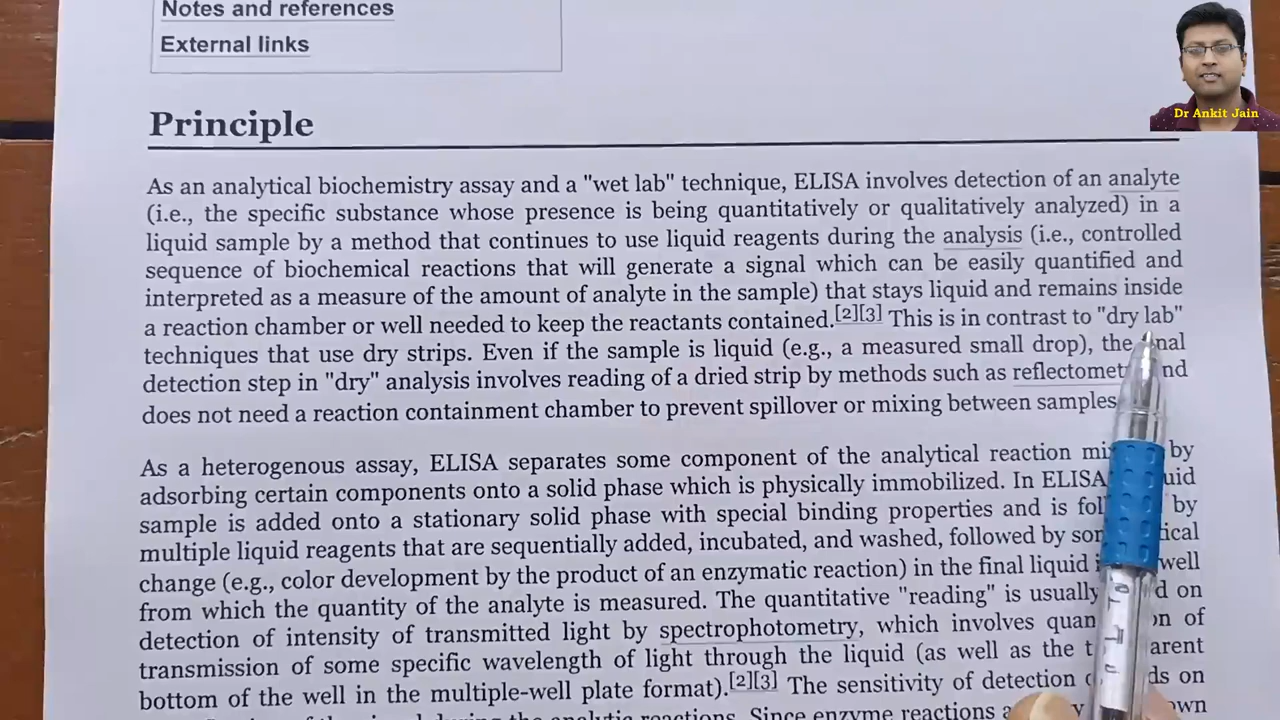 Notes and references
External links
Dr Ankit Jain
Principle
As an analytical biochemistry assay and a "wet lab" technique, ELISA involves detection of an analyte
(i.e., the specific substance whose presence is being quantitatively or qualitatively analyzed) in a
liquid sample by a method that continues to use liquid reagents during the analysis (i.e., controlled
sequence of biochemical reactions that will generate a signal which can be easily quantified and
interpreted as a measure of the amount of analyte in the sample) that stays liquid and remains inside
a reaction chamber or well needed to keep the reactants contained.[2][3] This is in contrast to "dry lab"
techniques that use dry strips. Even if the sample is liquid (e.g., a measured small drop), the
detection step in "dry" analysis involves reading of a dried strip by methods such as
does not need a reaction containment chamber to prevent spillover or mixing between samples
As a heterogenous assay, ELISA separates some component of the analytical reaction by
adsorbing certain components onto a solid phase which is physically immobilized. In ELISA
sample is added onto a stationary solid phase with special binding properties and is by
multiple liquid reagents that are sequentially added, incubated, and washed, followed by
change (e.g., color development by the product of an enzymatic reaction) in the final liquid well
from which the quantity of the analyte is measured. The quantitative "reading" is usually on
detection of intensity of transmitted light by spectrophotometry, which involves of
transmission of some specific wavelength of light through the liquid (as well as the
bottom of the well in the multiple-well plate format).[2][3] The sensitivity of detection on
during the analytic reactions. Since enzyme reactions